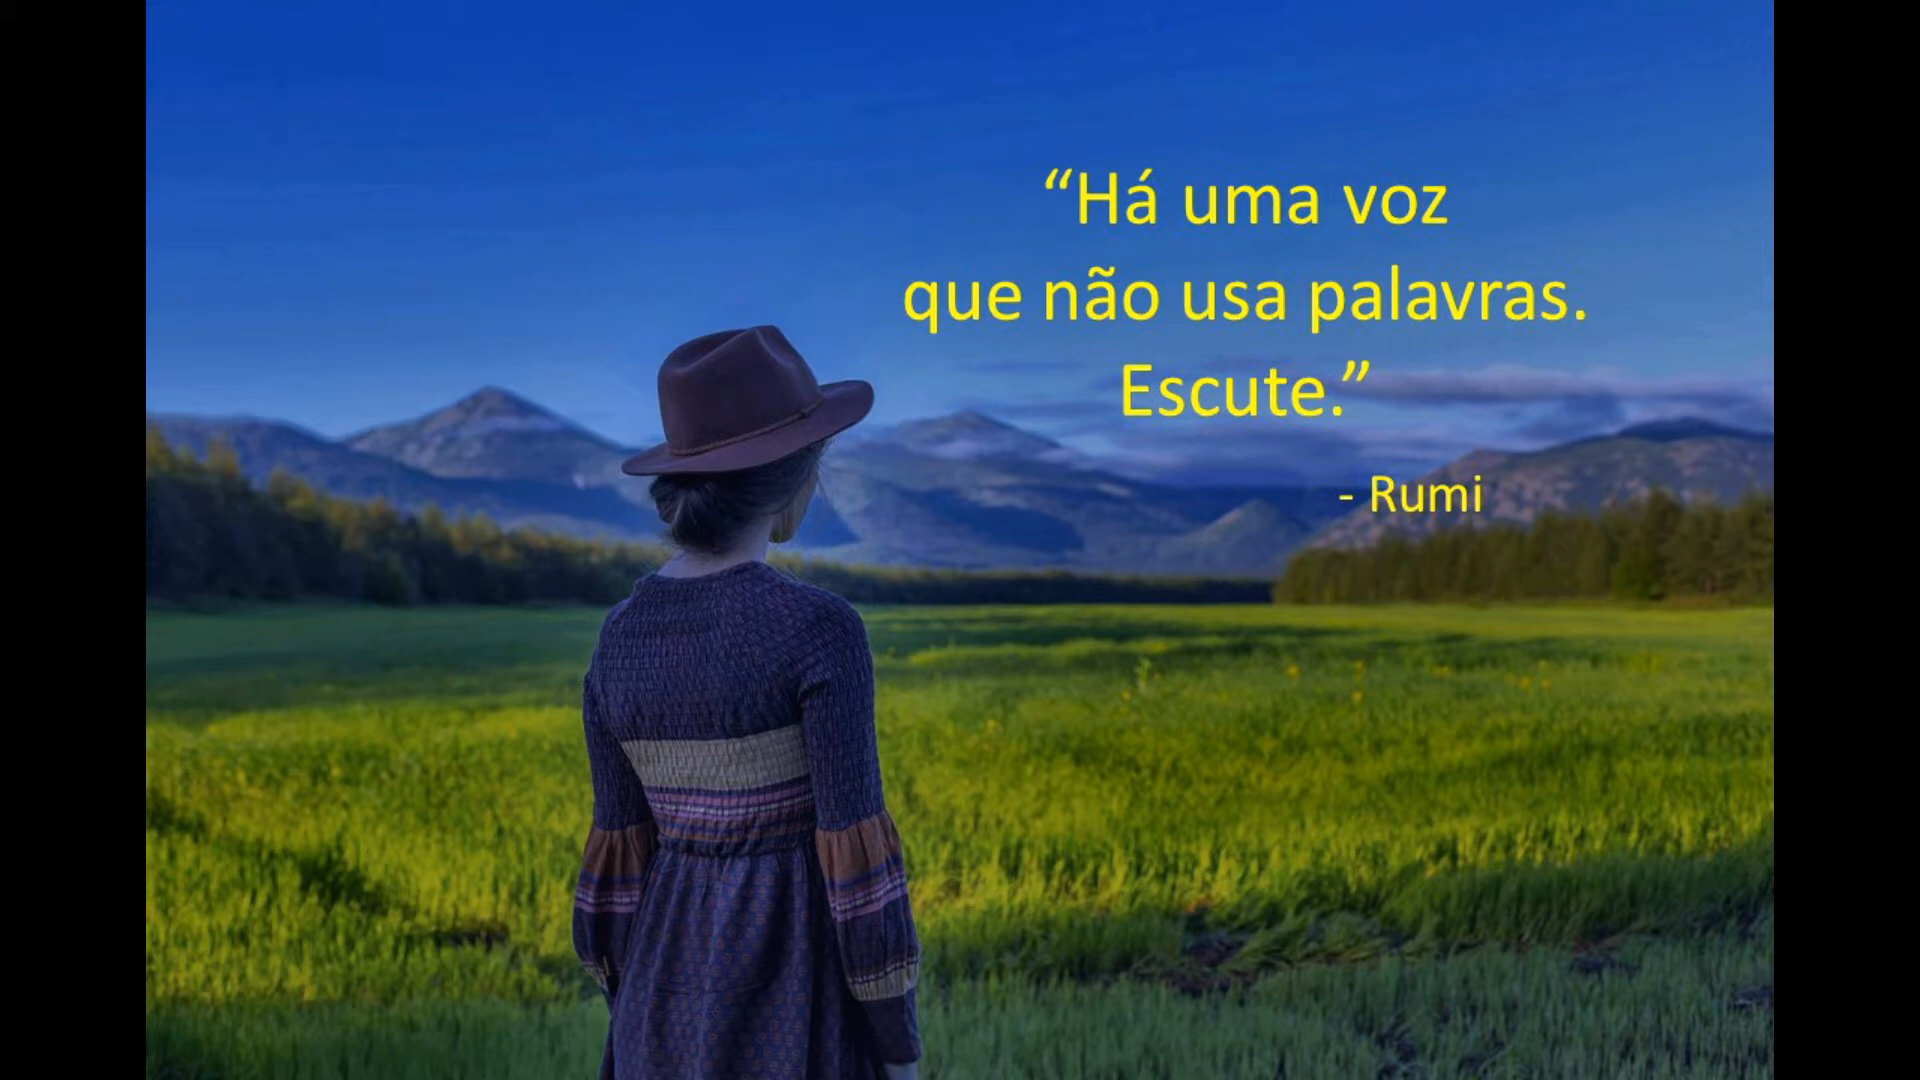 “Há uma voz
que não usa palavras.
Escute.”
- Rumi